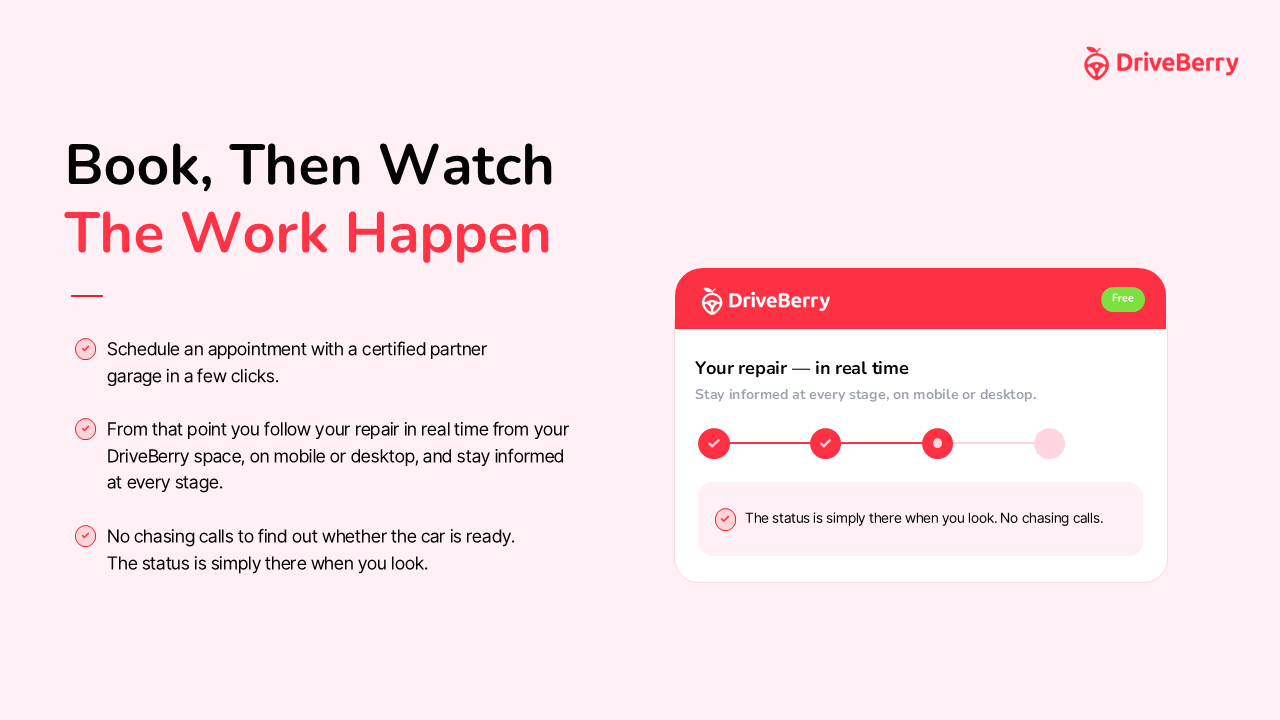 DriveBerry
Book, Then Watch
The Work Happen
Schedule an appointment with a certified partner
garage in a few clicks.
From that point you follow your repair in real time from your
DriveBerry space, on mobile or desktop, and stay informed
at every stage.
No chasing calls to find out whether the car is ready.
The status is simply there when you look.
DriveBerry
Free
Your repair — in real time
Stay informed at every stage, on mobile or desktop.
The status is simply there when you look. No chasing calls.